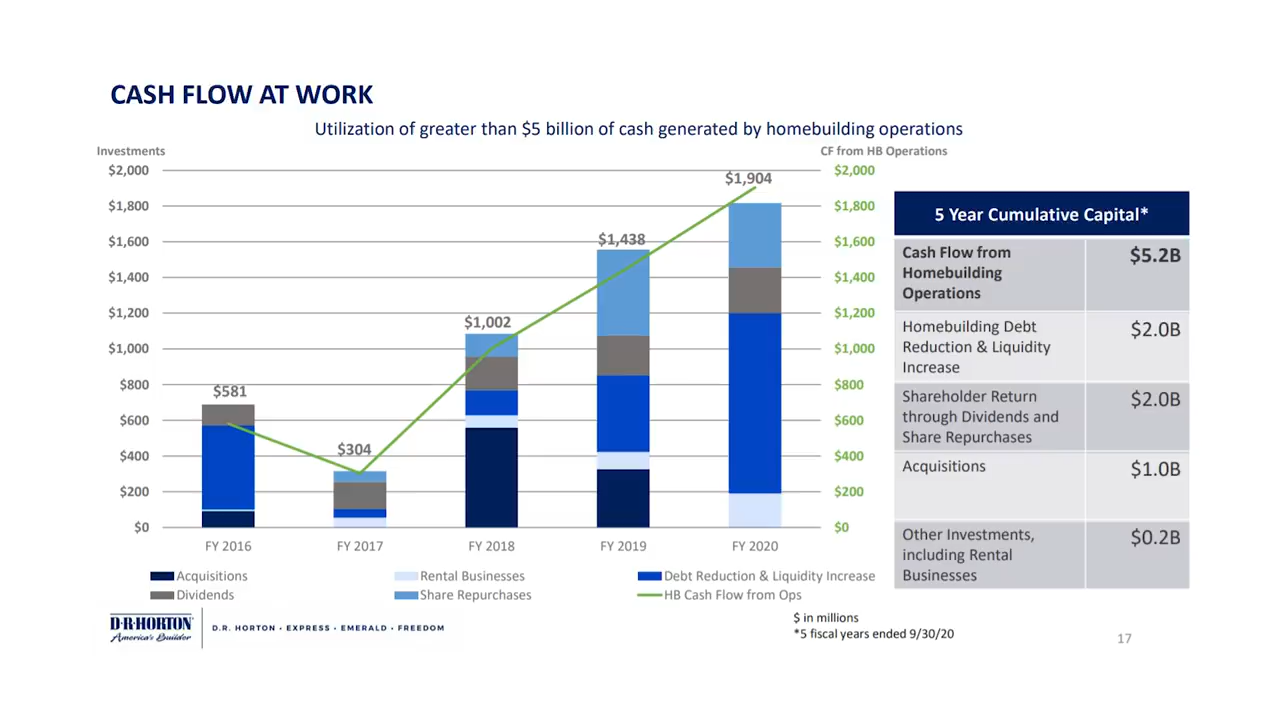 CASH FLOW AT WORK
Utilization of greater than $5 billion of cash generated by homebuilding operations
Investments
CF from HB Operations
$2,000
$1,800
$1,600
$1,400
$1,200
$1,000
$800
$600
$400
$200
$0
$581
$304
$1,002
$1,438
$1,904
$2,000
$1,800
$1,600
$1,400
$1,200
$1,000
$800
$600
$400
$200
$0
FY 2016
FY 2017
FY 2018
FY 2019
FY 2020
Acquisitions
Rental Businesses
Debt Reduction & Liquidity Increase
Dividends
Share Repurchases
HB Cash Flow from Ops
5 Year Cumulative Capital*
Cash Flow from
Homebuilding
Operations
$5.2B
Homebuilding Debt
Reduction & Liquidity
Increase
$2.0B
Shareholder Return
through Dividends and
Share Repurchases
$2.0B
Acquisitions
$1.0B
Other Investments,
including Rental
Businesses
$0.2B
D·R·HORTON
America's Builder
D.R. HORTON • EXPRESS • EMERALD • FREEDOM
$ in millions
*5 fiscal years ended 9/30/20
17